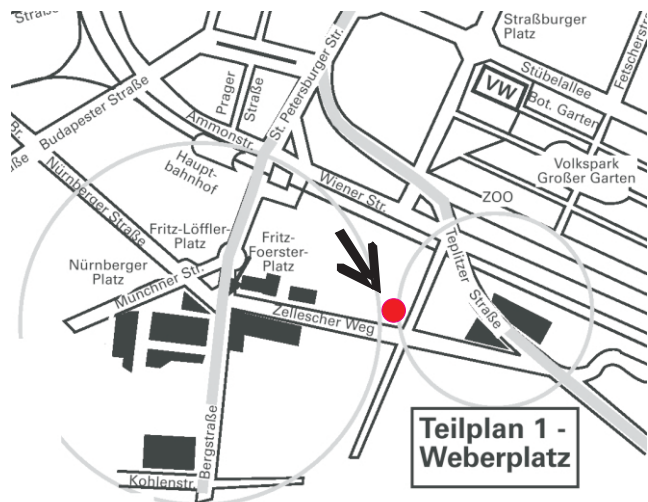 Straße
Straßburger
Platz
Fetscherstr.
Stübelallee
VW
Bot. Garten
St. Petersburger Str.
Prager
Straße
Budapester Straße
Ammonstr.
Haupt-
bahnhof
Volkspark
Großer Garten
ZOO
Wiener Str.
Br.
Straße
Nürnberger Straße
Fritz-Löffler-
Platz
Fritz-
Foerster-
Platz
Teplitzer
Straße
Nürnberger
Platz
Münchner Str.
Zellescher Weg
Bergstraße
Kohlenstr.
Teilplan 1 -
Weberplatz